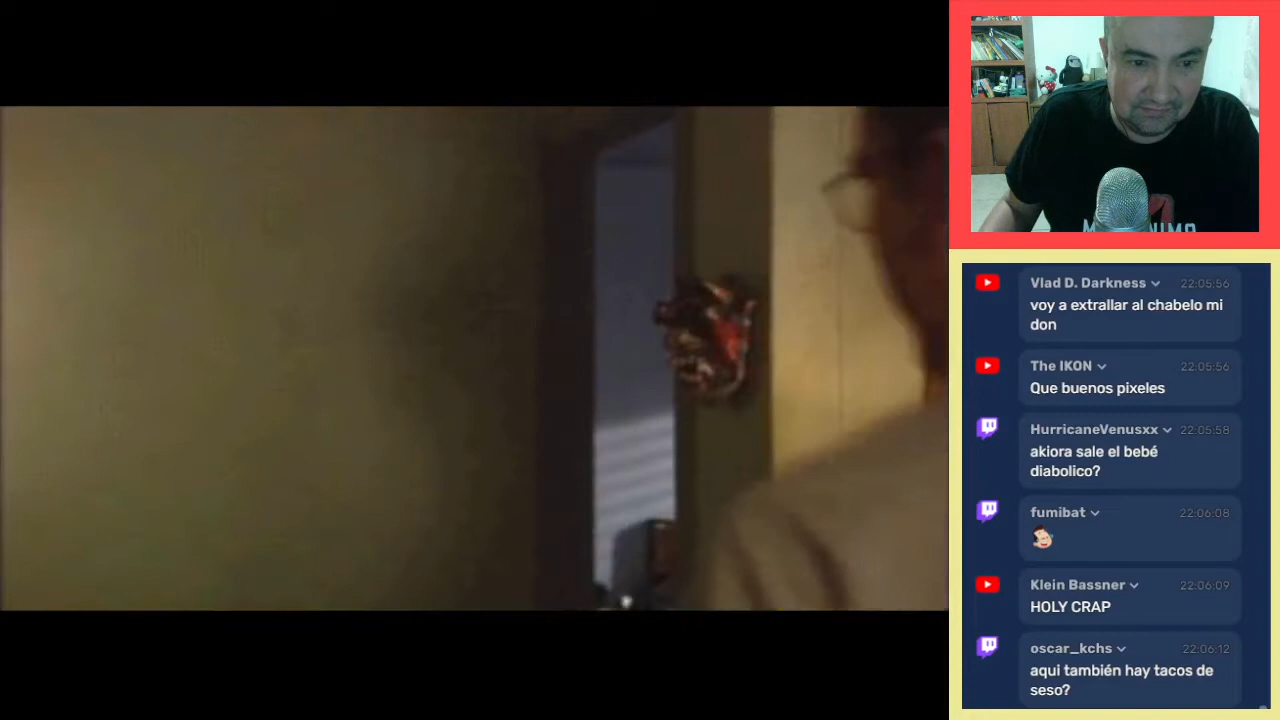 Vlad D. Darkness 22:05:56
voy a extrallar al chabelo mi
don
The IKON 22:05:56
Que buenos pixeles
HurricaneVenusxx 22:05:58
akiora sale el bebé
diabolico?
fumibat 22:06:08
Klein Bassner 22:06:09
HOLY CRAP
oscar_kchs 22:06:12
aqui también hay tacos de
seso?